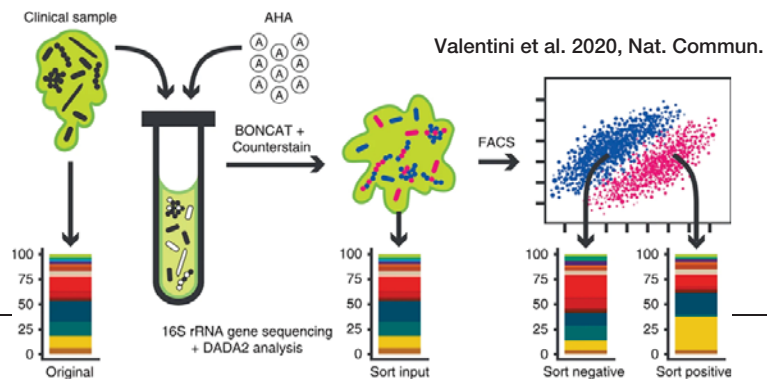 Clinical sample
AHA
A
A
A
A
A
A
A
A
A
A
A
Valentini et al. 2020, Nat. Commun.
BONCAT +
Counterstain
FACS
100
75
50
25
0
Original
16S rRNA gene sequencing
+ DADA2 analysis
100
75
50
25
0
Sort input
100
75
50
25
0
Sort negative
100
75
50
25
0
Sort positive